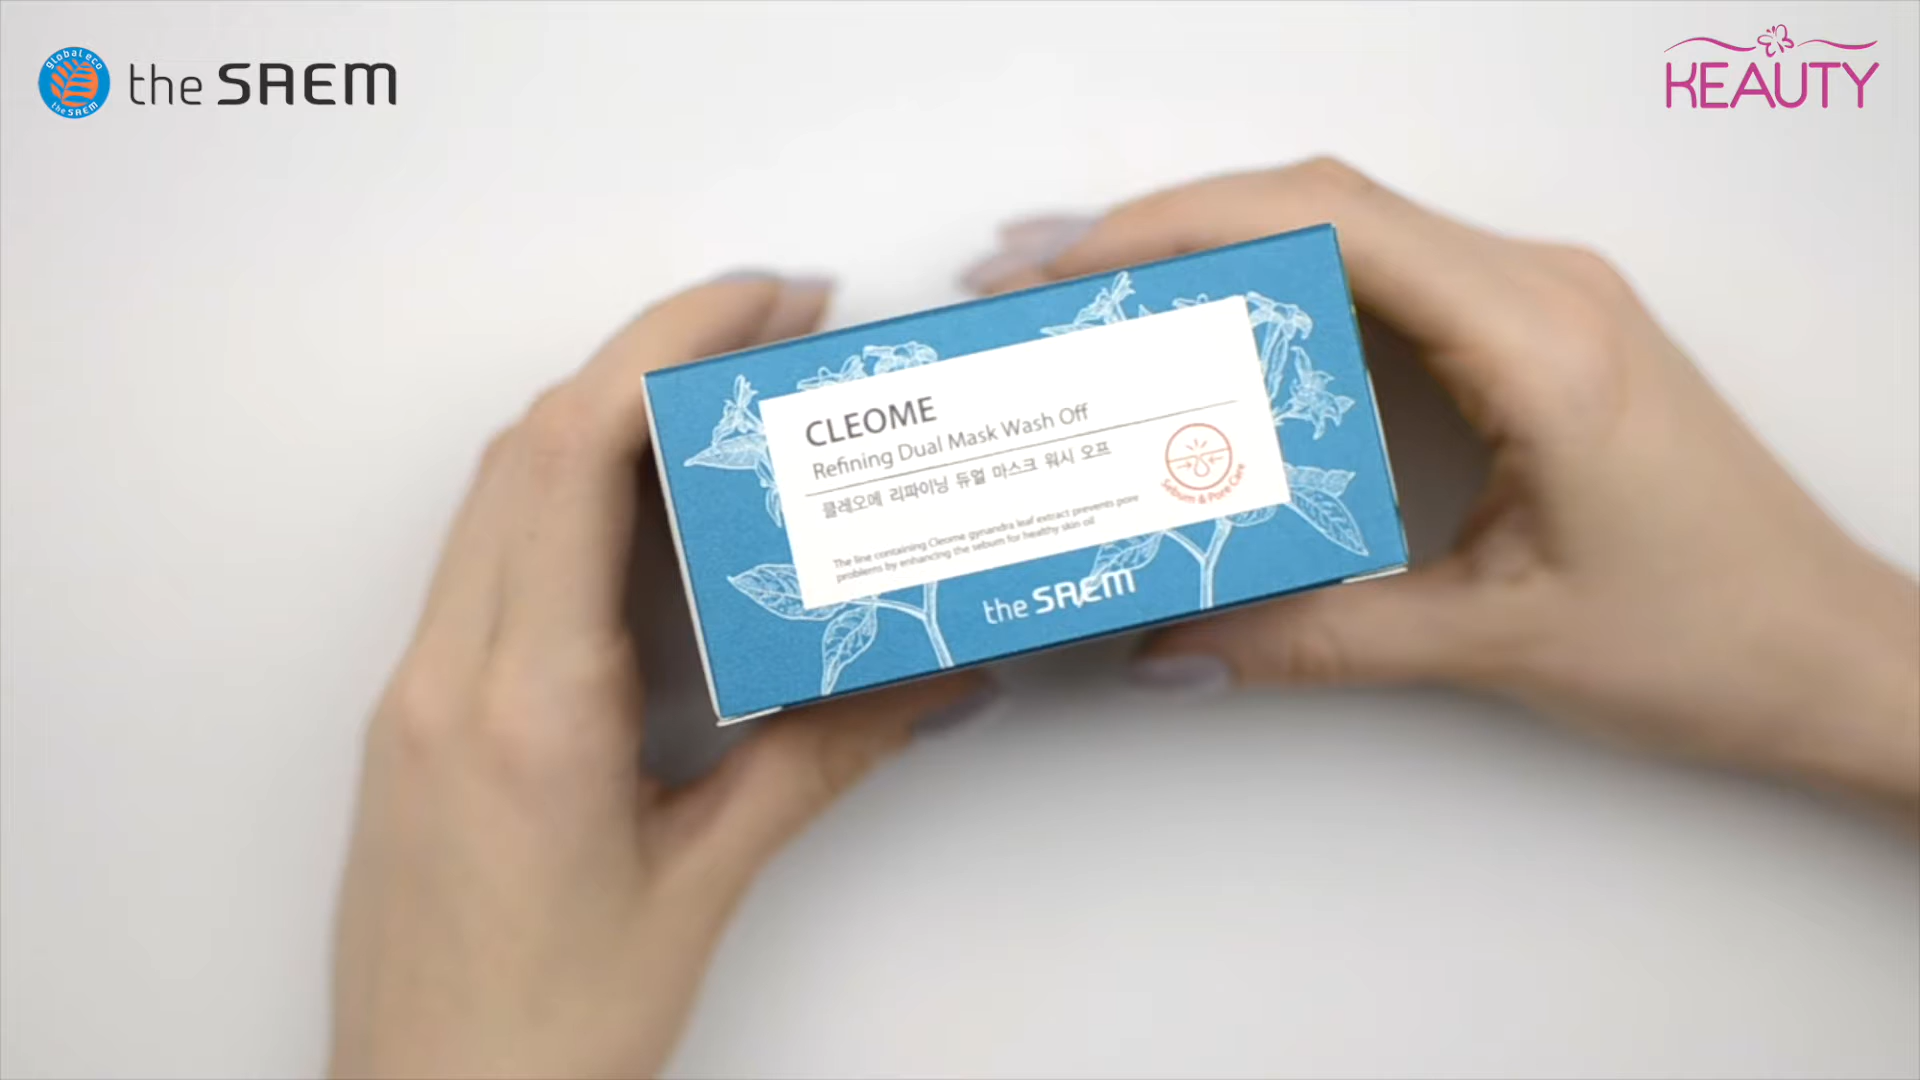 global eco
the SAEM
the SAEM
KEAUTY
CLEOME
Refining Dual Mask Wash Off
클레오메 리파이닝 듀얼 마스크 워시 오프
Sebum & Pore Care
The line containing Cleome gynandra leaf extract prevents pore
problems by enhancing the sebum for healthy skin oil
the SAEM